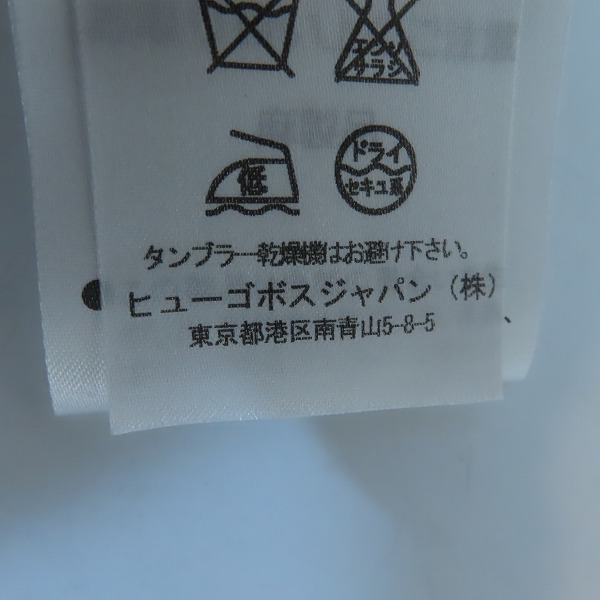 エンソ
サラシ
低
ドライ
セキユ系
タンブラー乾燥機はお避け下さい。
ヒューゴボスジャパン（株）
東京都港区南青山5-8-5